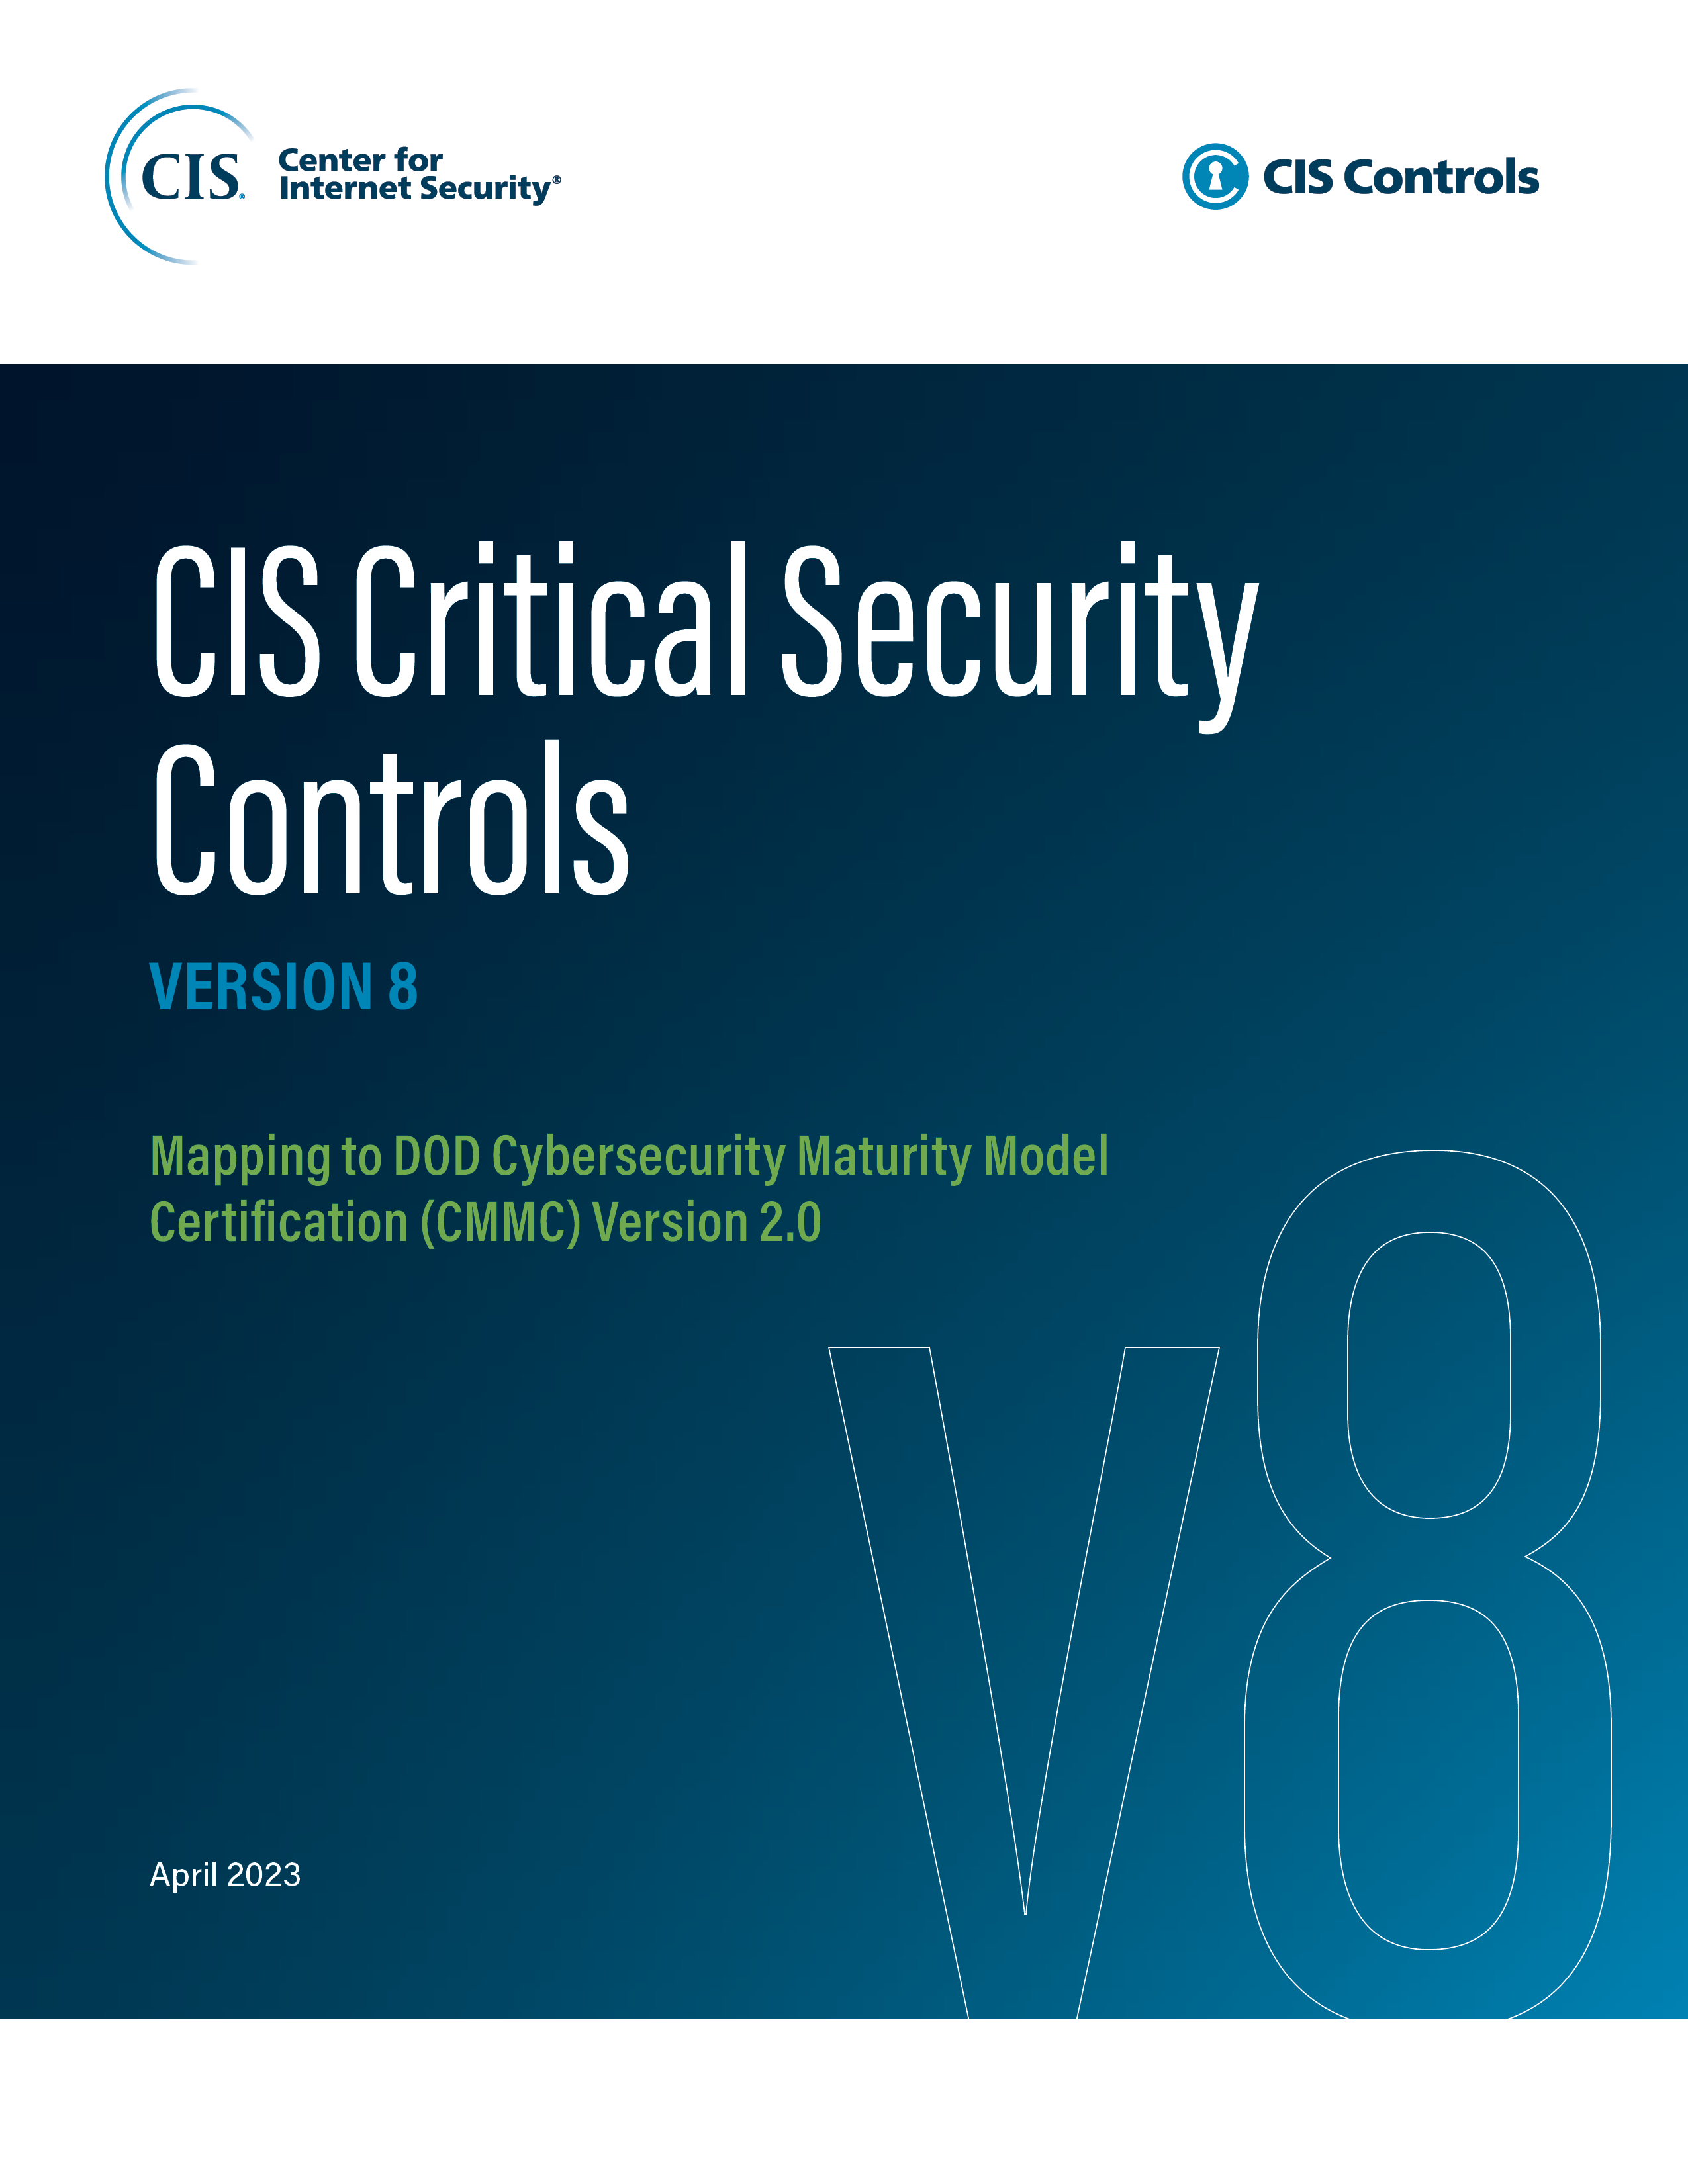 CIS®
Center for
Internet Security®
CIS Controls
CIS Critical Security
Controls
VERSION 8
Mapping to DOD Cybersecurity Maturity Model
Certification (CMMC) Version 2.0
v8
April 2023